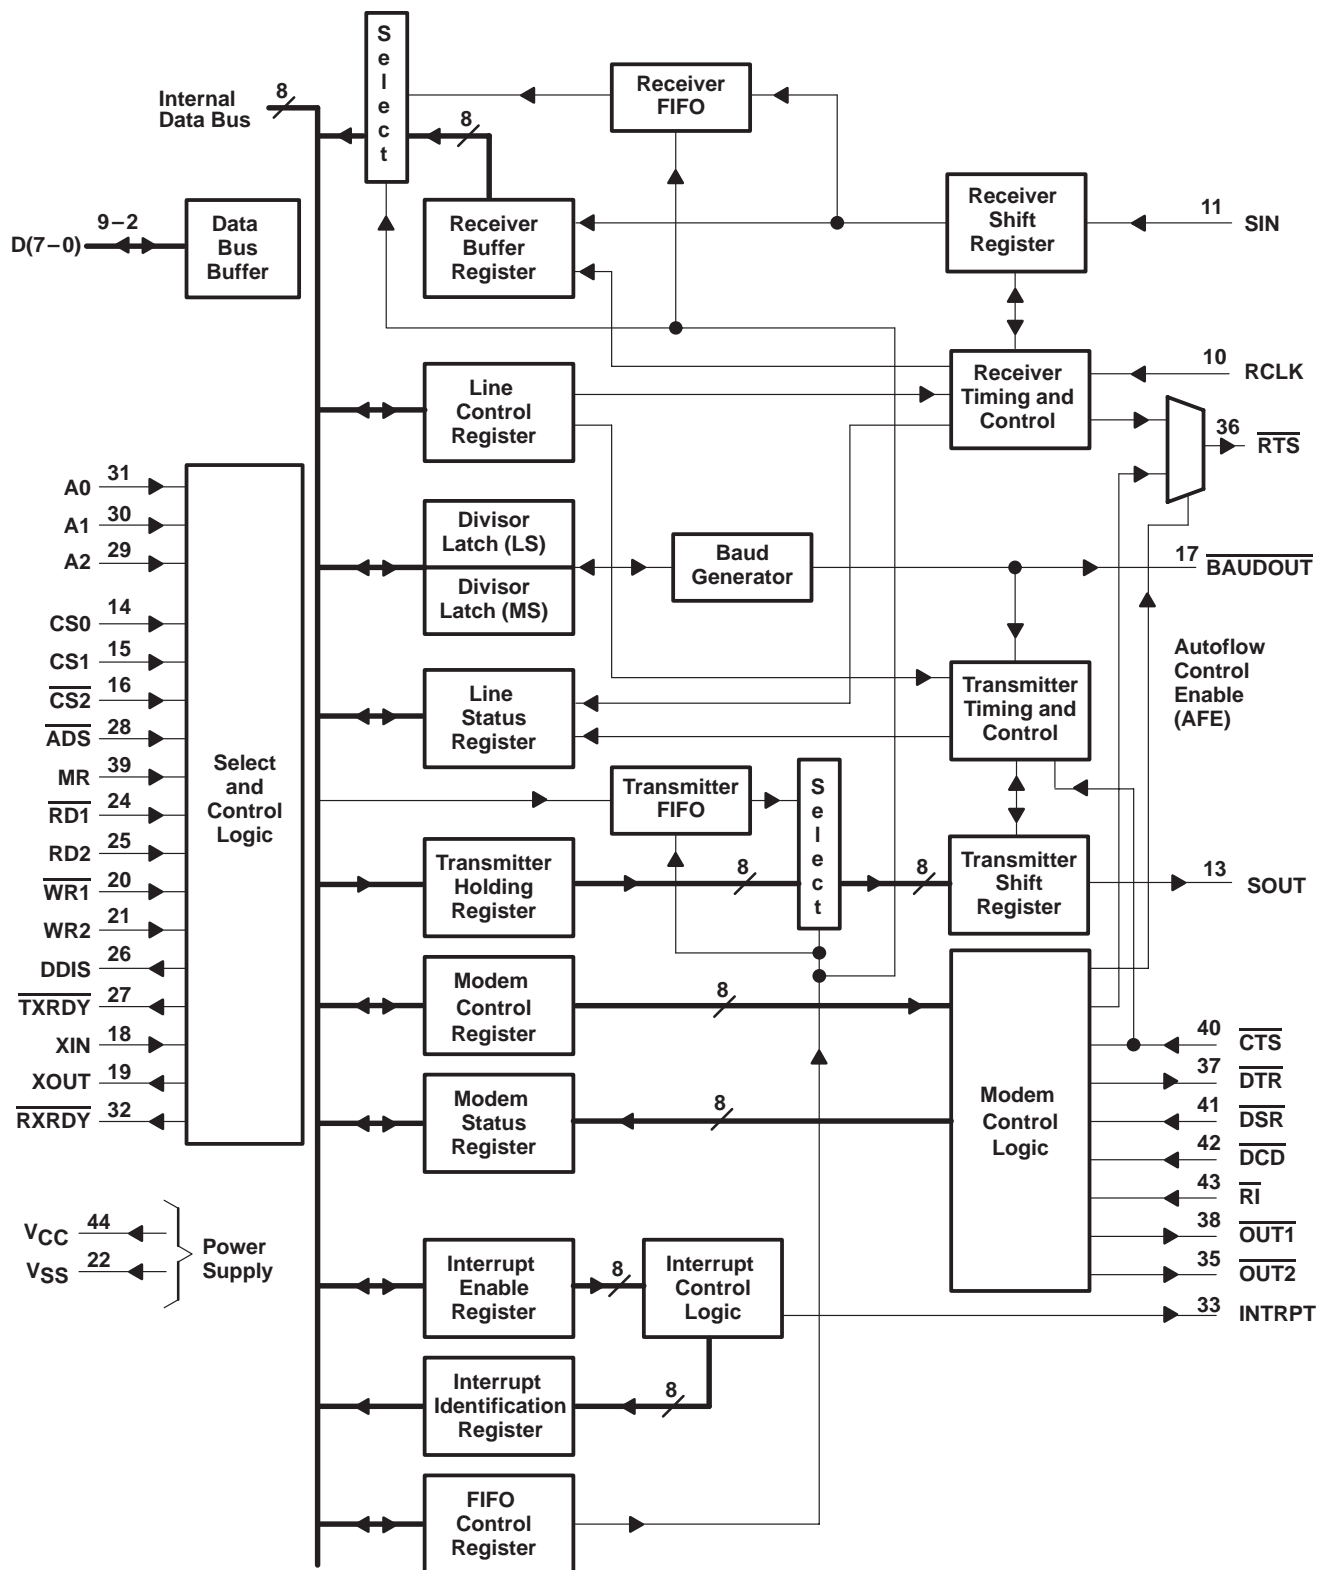 S
e
l
e
c
t
8
Internal
Data Bus
8
Receiver
FIFO
9–2
D(7–0)
Data
Bus
Buffer
Receiver
Buffer
Register
Receiver
Shift
Register
11
SIN
Line
Control
Register
Receiver
Timing and
Control
10
RCLK
36
RTS
Select
and
Control
Logic
A0
31
A1
30
A2
29
CS0
14
CS1
15
CS2
16
ADS
28
MR
39
RD1
24
RD2
25
WR1
20
WR2
21
DDIS
26
TXRDY
27
XIN
18
XOUT
19
RXRDY
32
Divisor
Latch (LS)
Divisor
Latch (MS)
Baud
Generator
17
BAUDOUT
Autoflow
Control
Enable
(AFE)
Line
Status
Register
Transmitter
Timing and
Control
Transmitter
FIFO
S
e
l
e
c
t
Transmitter
Holding
Register
8
8
Transmitter
Shift
Register
13
SOUT
Modem
Control
Register
8
Modem
Status
Register
8
Modem
Control
Logic
40
CTS
37
DTR
41
DSR
42
DCD
43
RI
38
OUT1
35
OUT2
33
INTRPT
VCC
44
VSS
22
Power
Supply
Interrupt
Enable
Register
8
Interrupt
Control
Logic
Interrupt
Identification
Register
8
FIFO
Control
Register